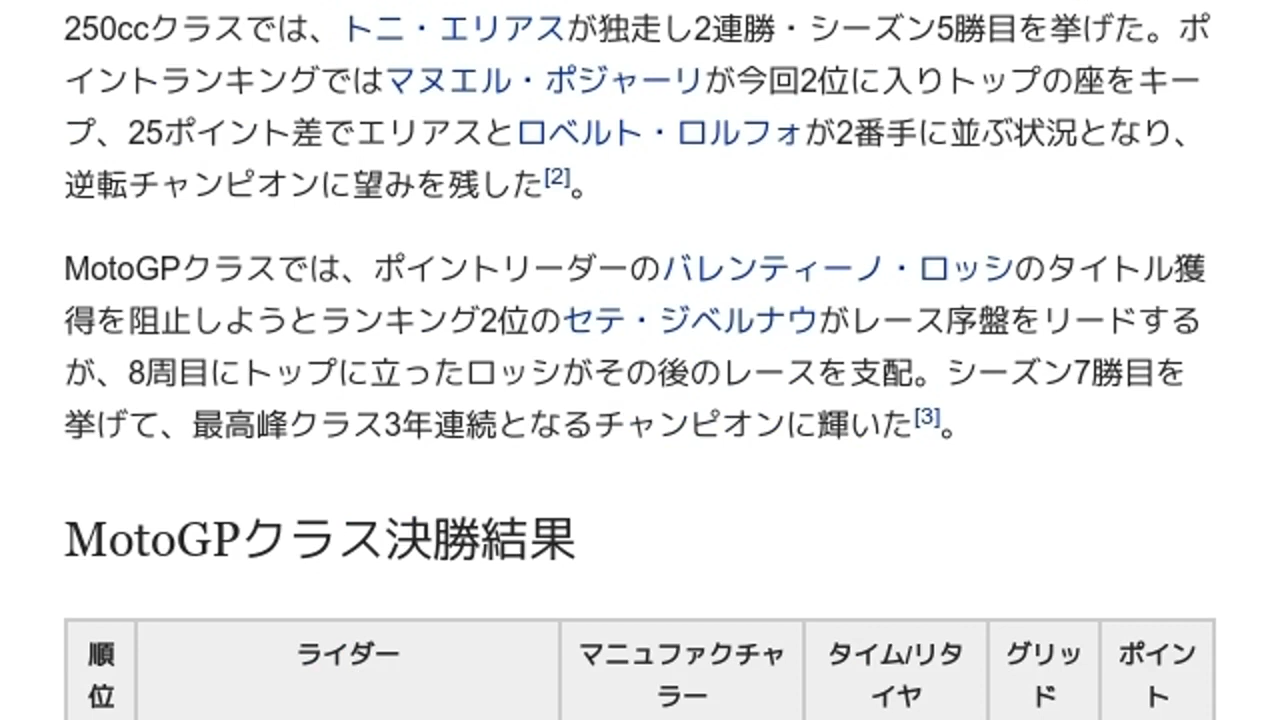 250ccクラスでは、トニ・エリアスが独走し2連勝・シーズン5勝目を挙げた。ポ
イントランキングではマヌエル・ポジャーリが今回2位に入りトップの座をキー
プ、25ポイント差でエリアスとロベルト・ロルフォが2番手に並ぶ状況となり、
逆転チャンピオンに望みを残した[2]。
MotoGPクラスでは、ポイントリーダーのバレンティーノ・ロッシのタイトル獲
得を阻止しようとランキング2位のセテ・ジベルナウがレース序盤をリードする
が、8周目にトップに立ったロッシがその後のレースを支配。シーズン7勝目を
挙げて、最高峰クラス3年連続となるチャンピオンに輝いた[3]。
MotoGPクラス決勝結果
順位 ライダー マニュファクチャラー タイム/リタイヤ グリッド ポイント